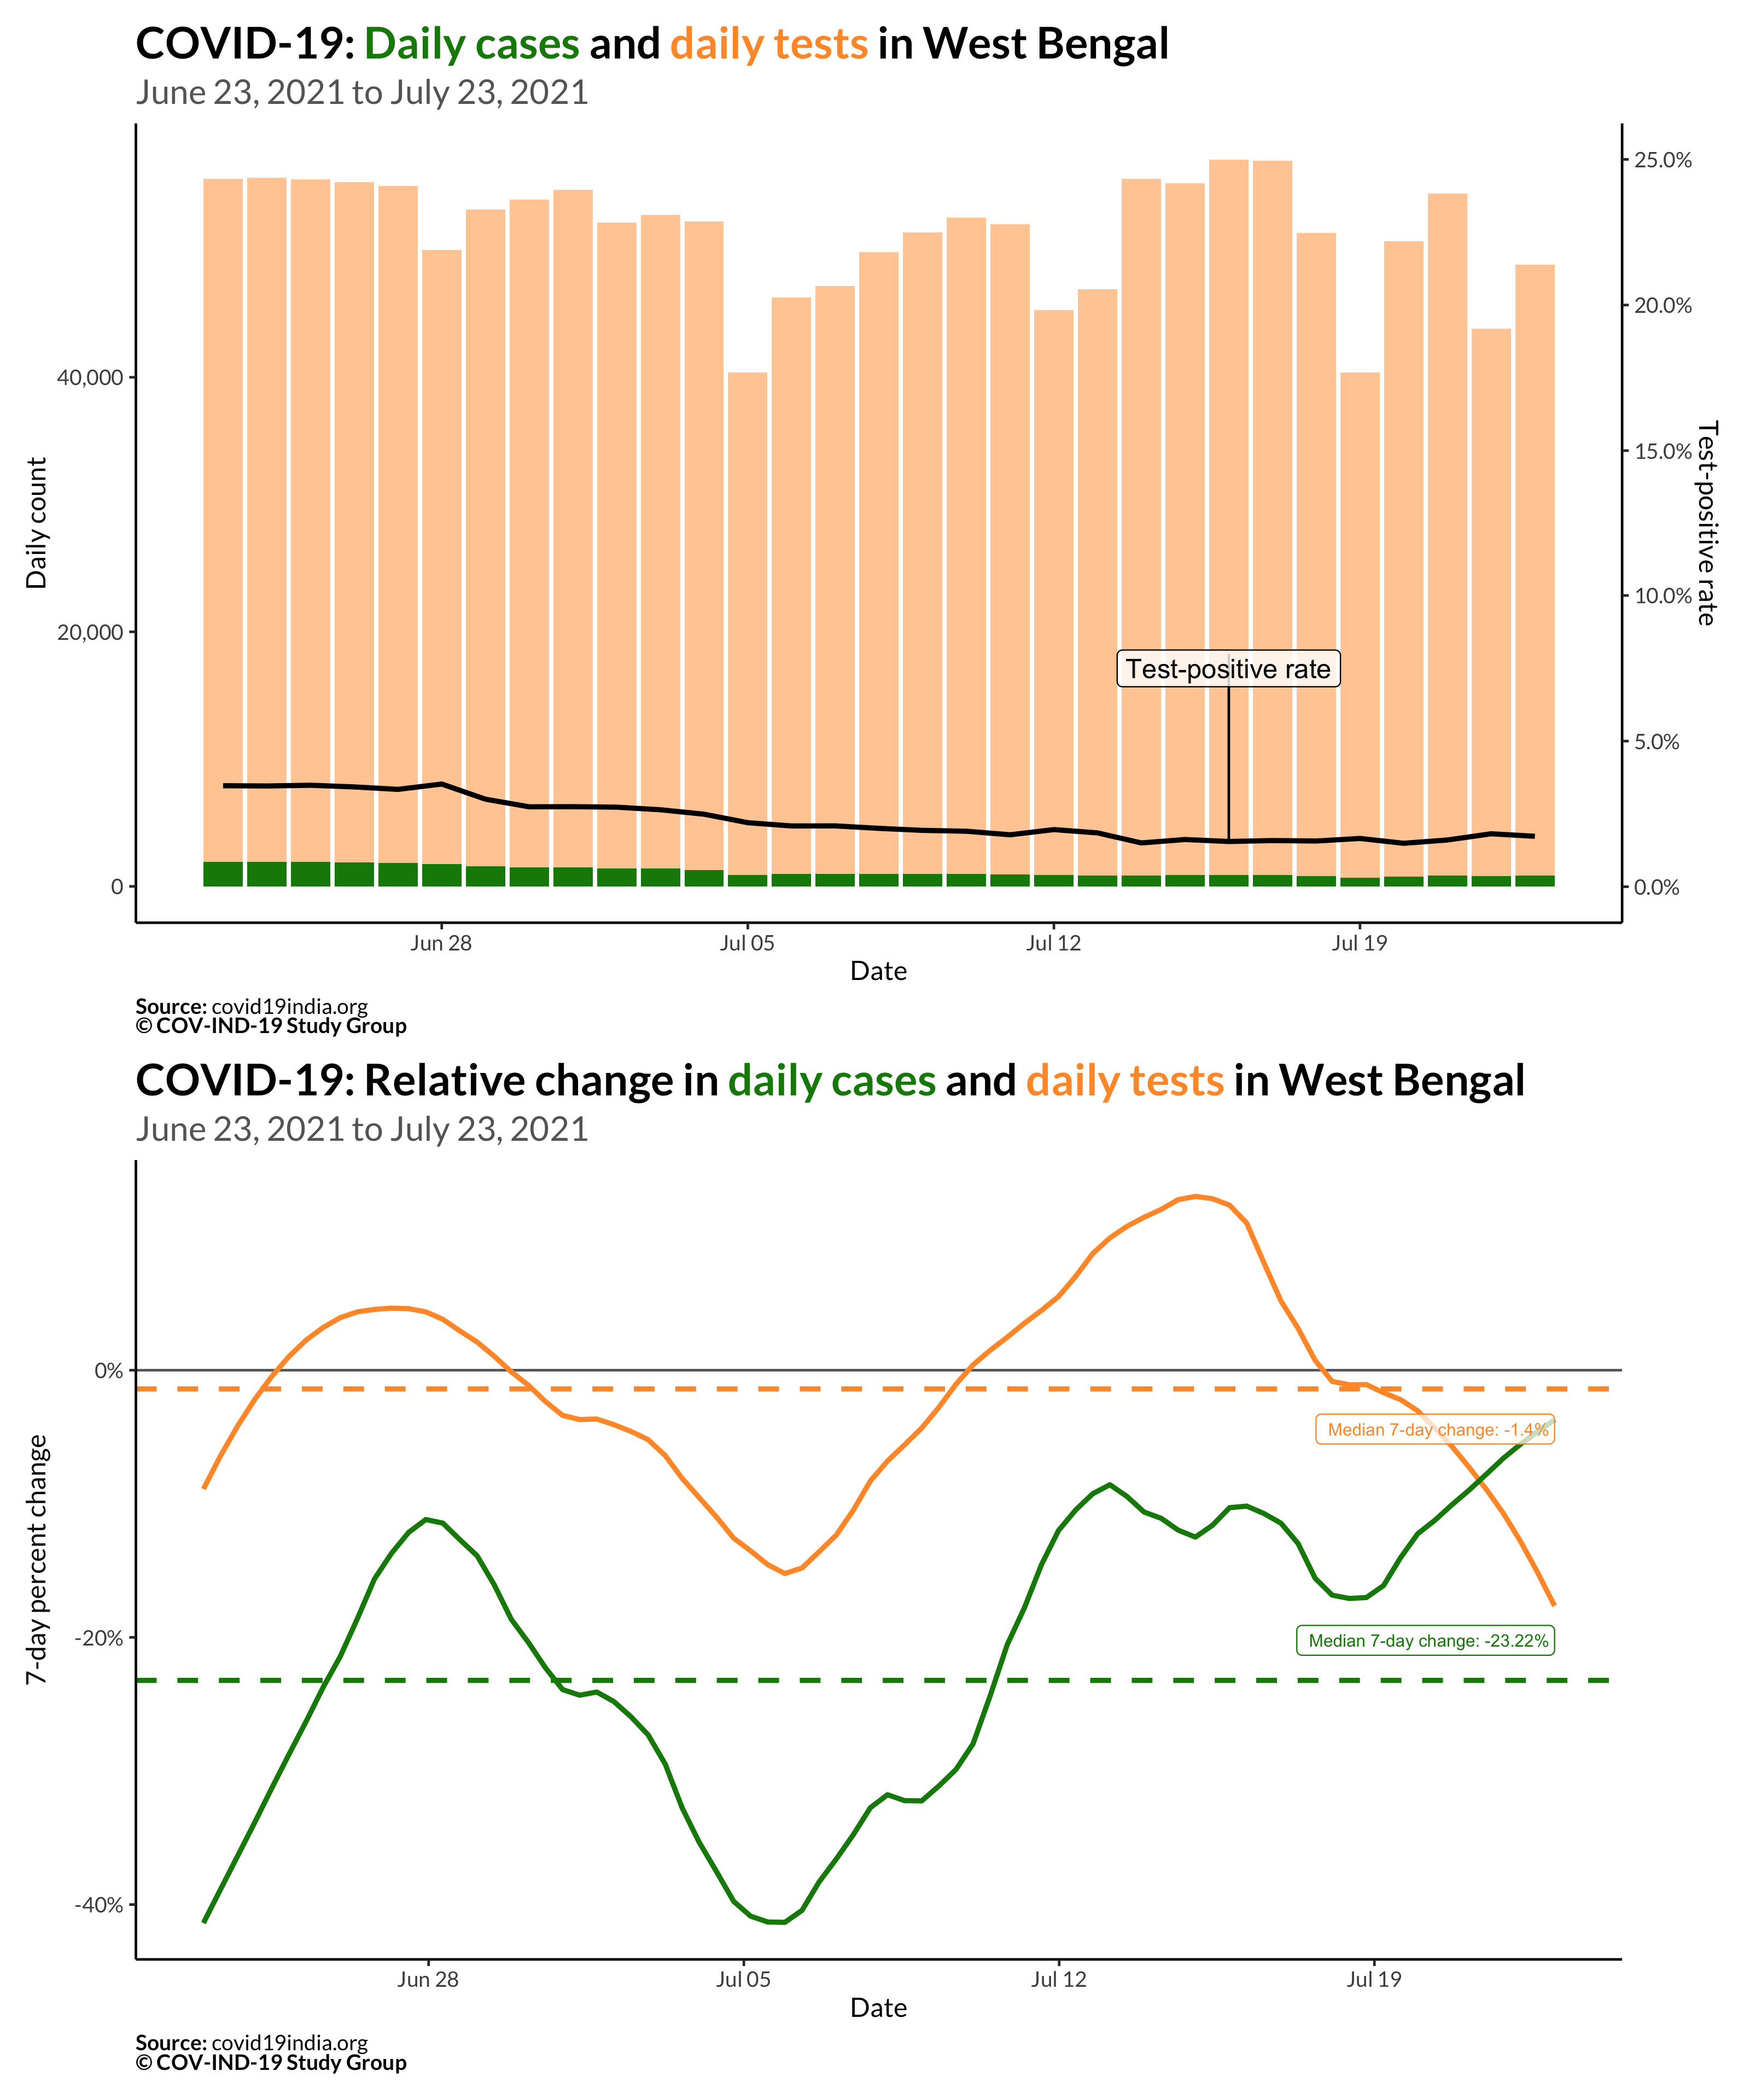 COVID-19: Daily cases and daily tests in West Bengal
June 23, 2021 to July 23, 2021
25.0%
20.0%
40,000
15.0%
Daily count
Test-positive rate
10.0%
20,000
Test-positive rate
5.0%
0
0.0%
Jun 28
Jul 05
Jul 12
Jul 19
Date
Source: covid19india.org
© COV-IND-19 Study Group
COVID-19: Relative change in daily cases and daily tests in West Bengal
June 23, 2021 to July 23, 2021
0%
Median 7-day change: -1.4%
7-day percent change
-20%
Median 7-day change: -23.22%
-40%
Jun 28
Jul 05
Jul 12
Jul 19
Date
Source: covid19india.org
© COV-IND-19 Study Group